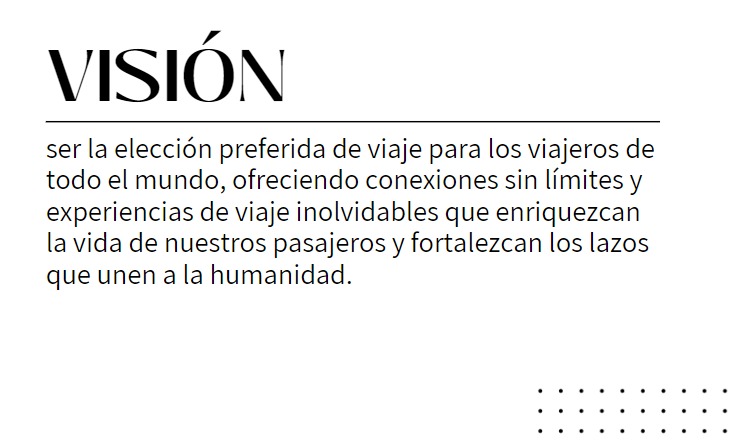 VISIÓN
ser la elección preferida de viaje para los viajeros de
todo el mundo, ofreciendo conexiones sin límites y
experiencias de viaje inolvidables que enriquezcan
la vida de nuestros pasajeros y fortalezcan los lazos
que unen a la humanidad.